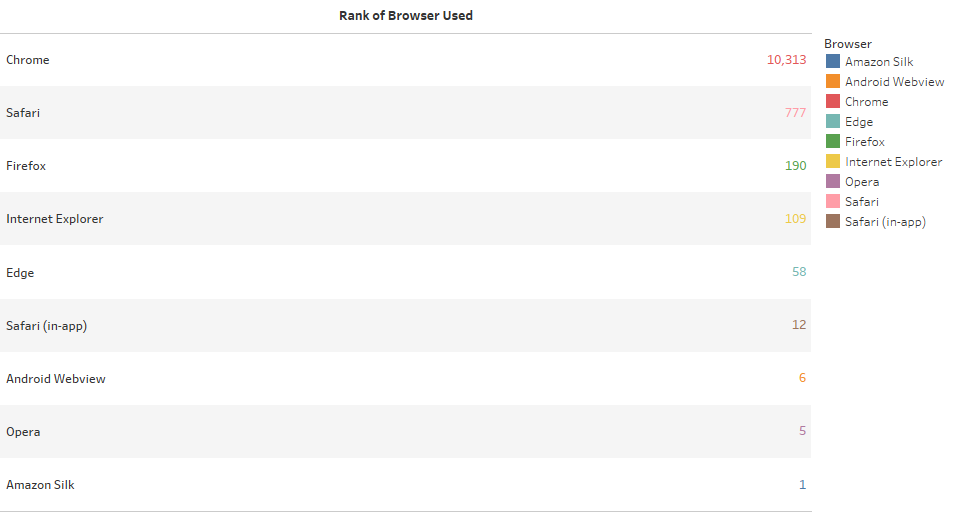 Rank of Browser Used
Chrome 10,313
Safari 777
Firefox 190
Internet Explorer 109
Edge 58
Safari (in-app) 12
Android Webview 6
Opera 5
Amazon Silk 1
Browser
Amazon Silk
Android Webview
Chrome
Edge
Firefox
Internet Explorer
Opera
Safari
Safari (in-app)